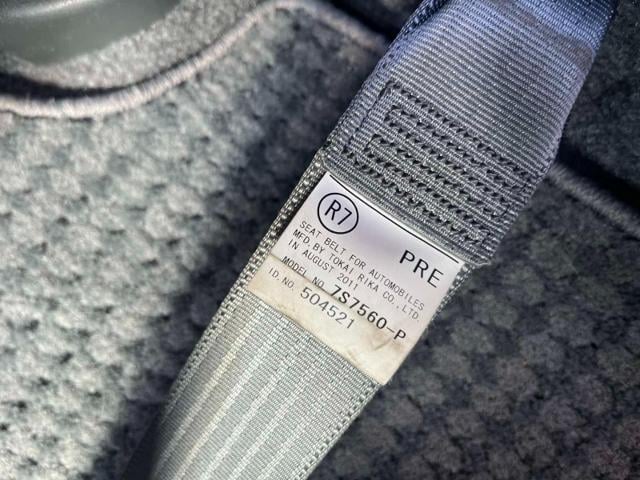 R7 PRE
SEAT BELT FOR AUTOMOBILES
MFD. BY TOKAI RIKA CO., LTD.
IN AUGUST 2011
MODEL NO. 7S7560-P
ID. NO. 504521